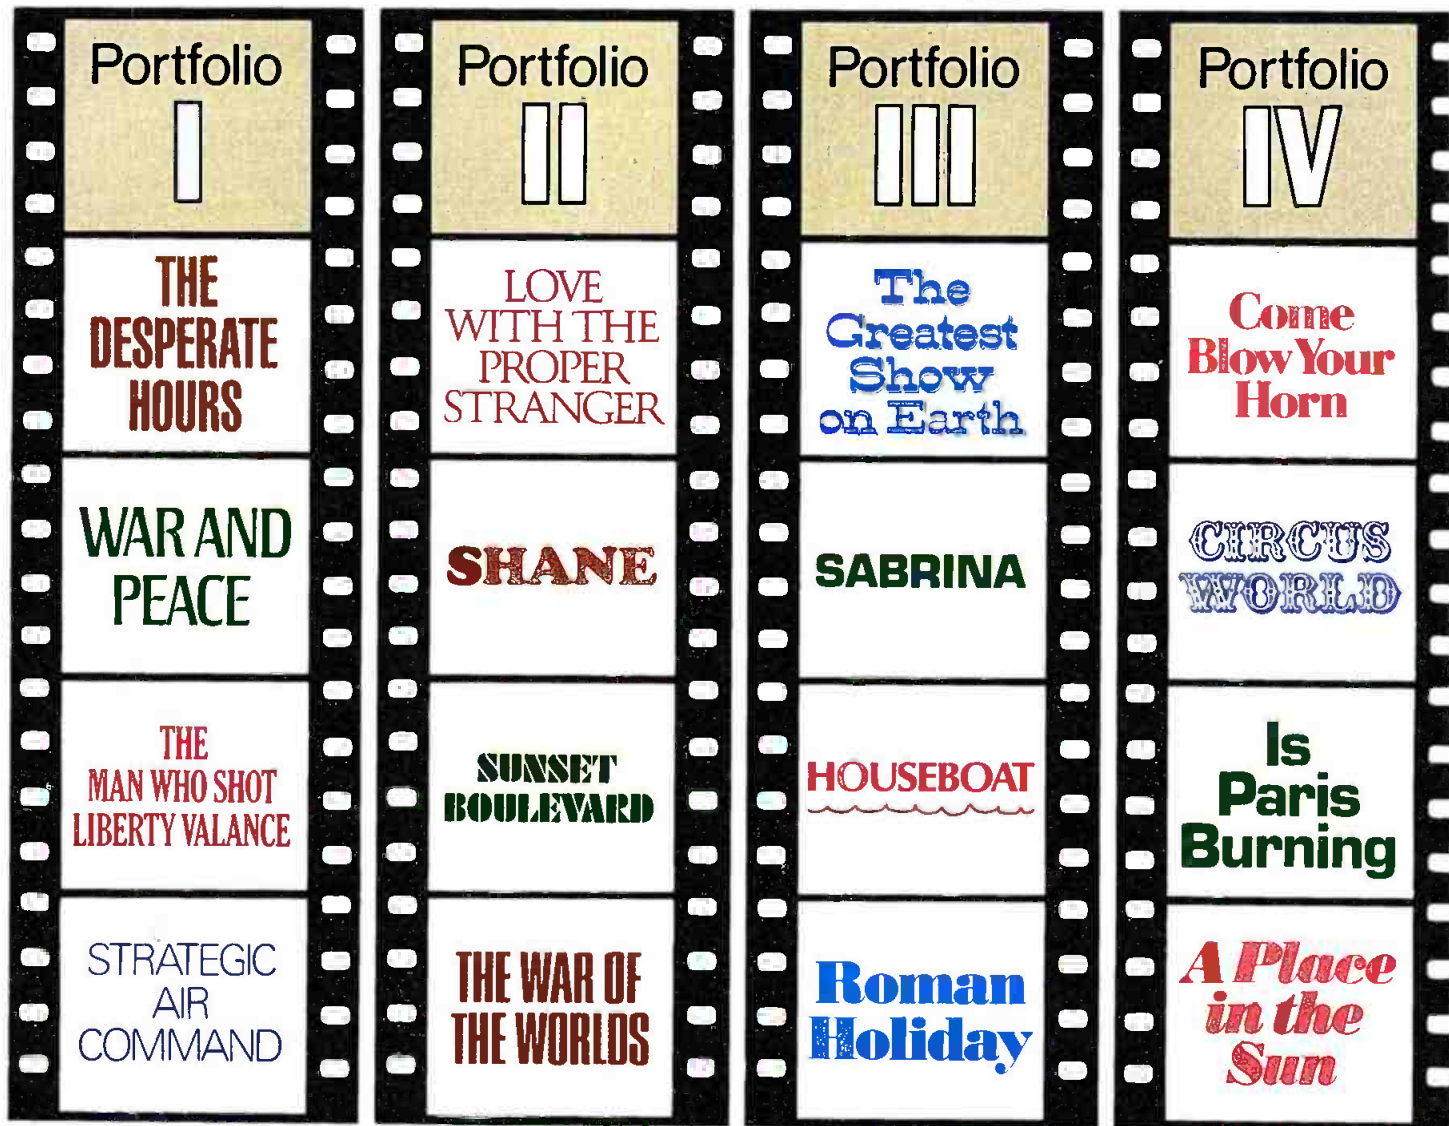 Portfolio
I
THE
DESPERATE
HOURS
WAR AND
PEACE
THE
MAN WHO SHOT
LIBERTY VALANCE
STRATEGIC
AIR
COMMAND
Portfolio
II
LOVE
WITH THE
PROPER
STRANGER
SHANE
SUNSET
BOULEVARD
THE WAR OF
THE WORLDS
Portfolio
III
The
Greatest
Show
on Earth
SABRINA
HOUSEBOAT
Roman
Holiday
Portfolio
IV
Come
Blow Your
Horn
CIRCUS
WORLD
Is
Paris
Burning
A Place
in the
Sun